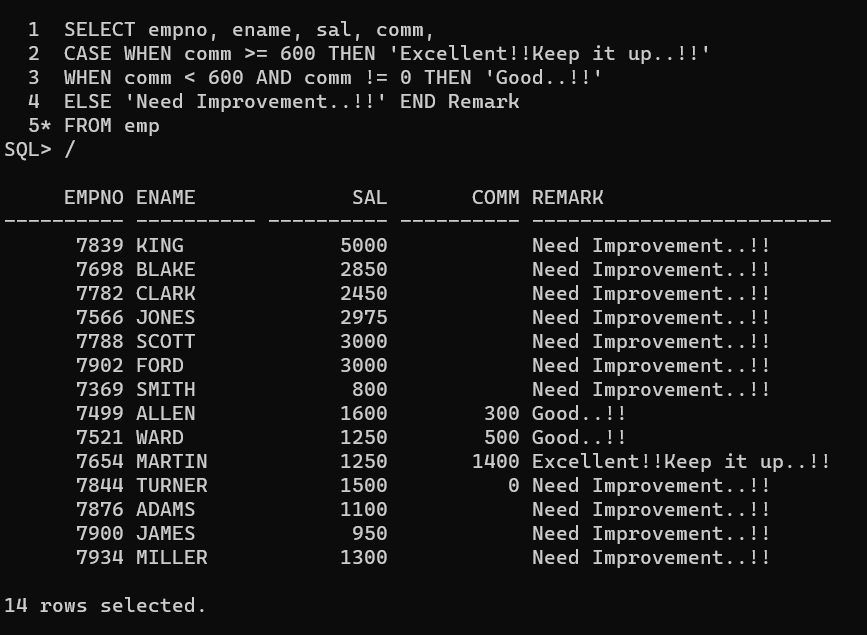 1 SELECT empno, ename, sal, comm,
2 CASE WHEN comm >= 600 THEN 'Excellent!!Keep it up..!!'
3 WHEN comm < 600 AND comm != 0 THEN 'Good..!!'
4 ELSE 'Need Improvement..!!' END Remark
5* FROM emp
SQL> /
EMPNO ENAME SAL COMM REMARK
---------- ---------- ---------- ---------- -------------------------
7839 KING 5000 Need Improvement..!!
7698 BLAKE 2850 Need Improvement..!!
7782 CLARK 2450 Need Improvement..!!
7566 JONES 2975 Need Improvement..!!
7788 SCOTT 3000 Need Improvement..!!
7902 FORD 3000 Need Improvement..!!
7369 SMITH 800 Need Improvement..!!
7499 ALLEN 1600 300 Good..!!
7521 WARD 1250 500 Good..!!
7654 MARTIN 1250 1400 Excellent!!Keep it up..!!
7844 TURNER 1500 0 Need Improvement..!!
7876 ADAMS 1100 Need Improvement..!!
7900 JAMES 950 Need Improvement..!!
7934 MILLER 1300 Need Improvement..!!
14 rows selected.